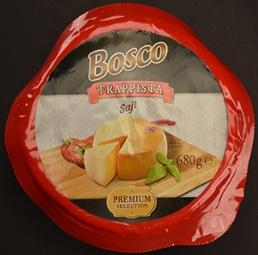 Bosco
TRAPPISTA
Sajt
680g e
PREMIUM
SELECTION